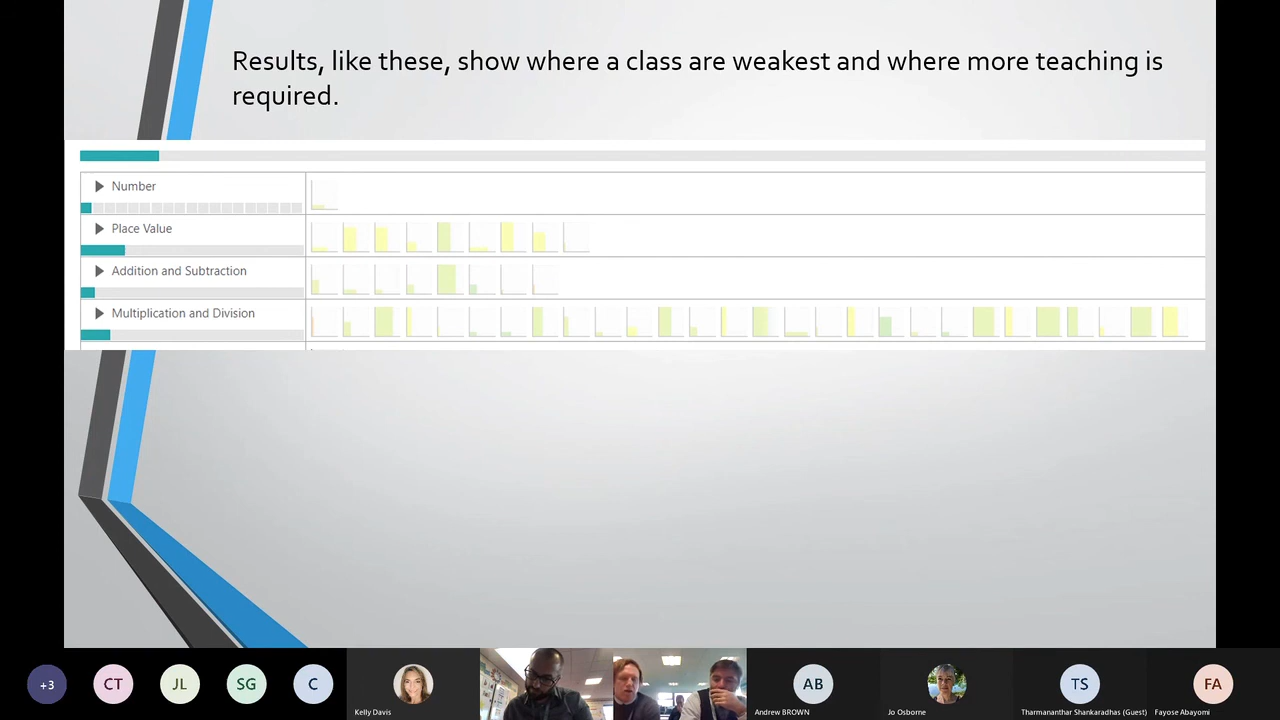 Results, like these, show where a class are weakest and where more teaching is
required.
Number
Place Value
Addition and Subtraction
Multiplication and Division
+3
CT
JL
SG
C
Kelly Davis
AB
Andrew BROWN
Jo Osborne
TS
Tharmananthar Shankaradhas (Guest)
FA
Fayose Abayomi